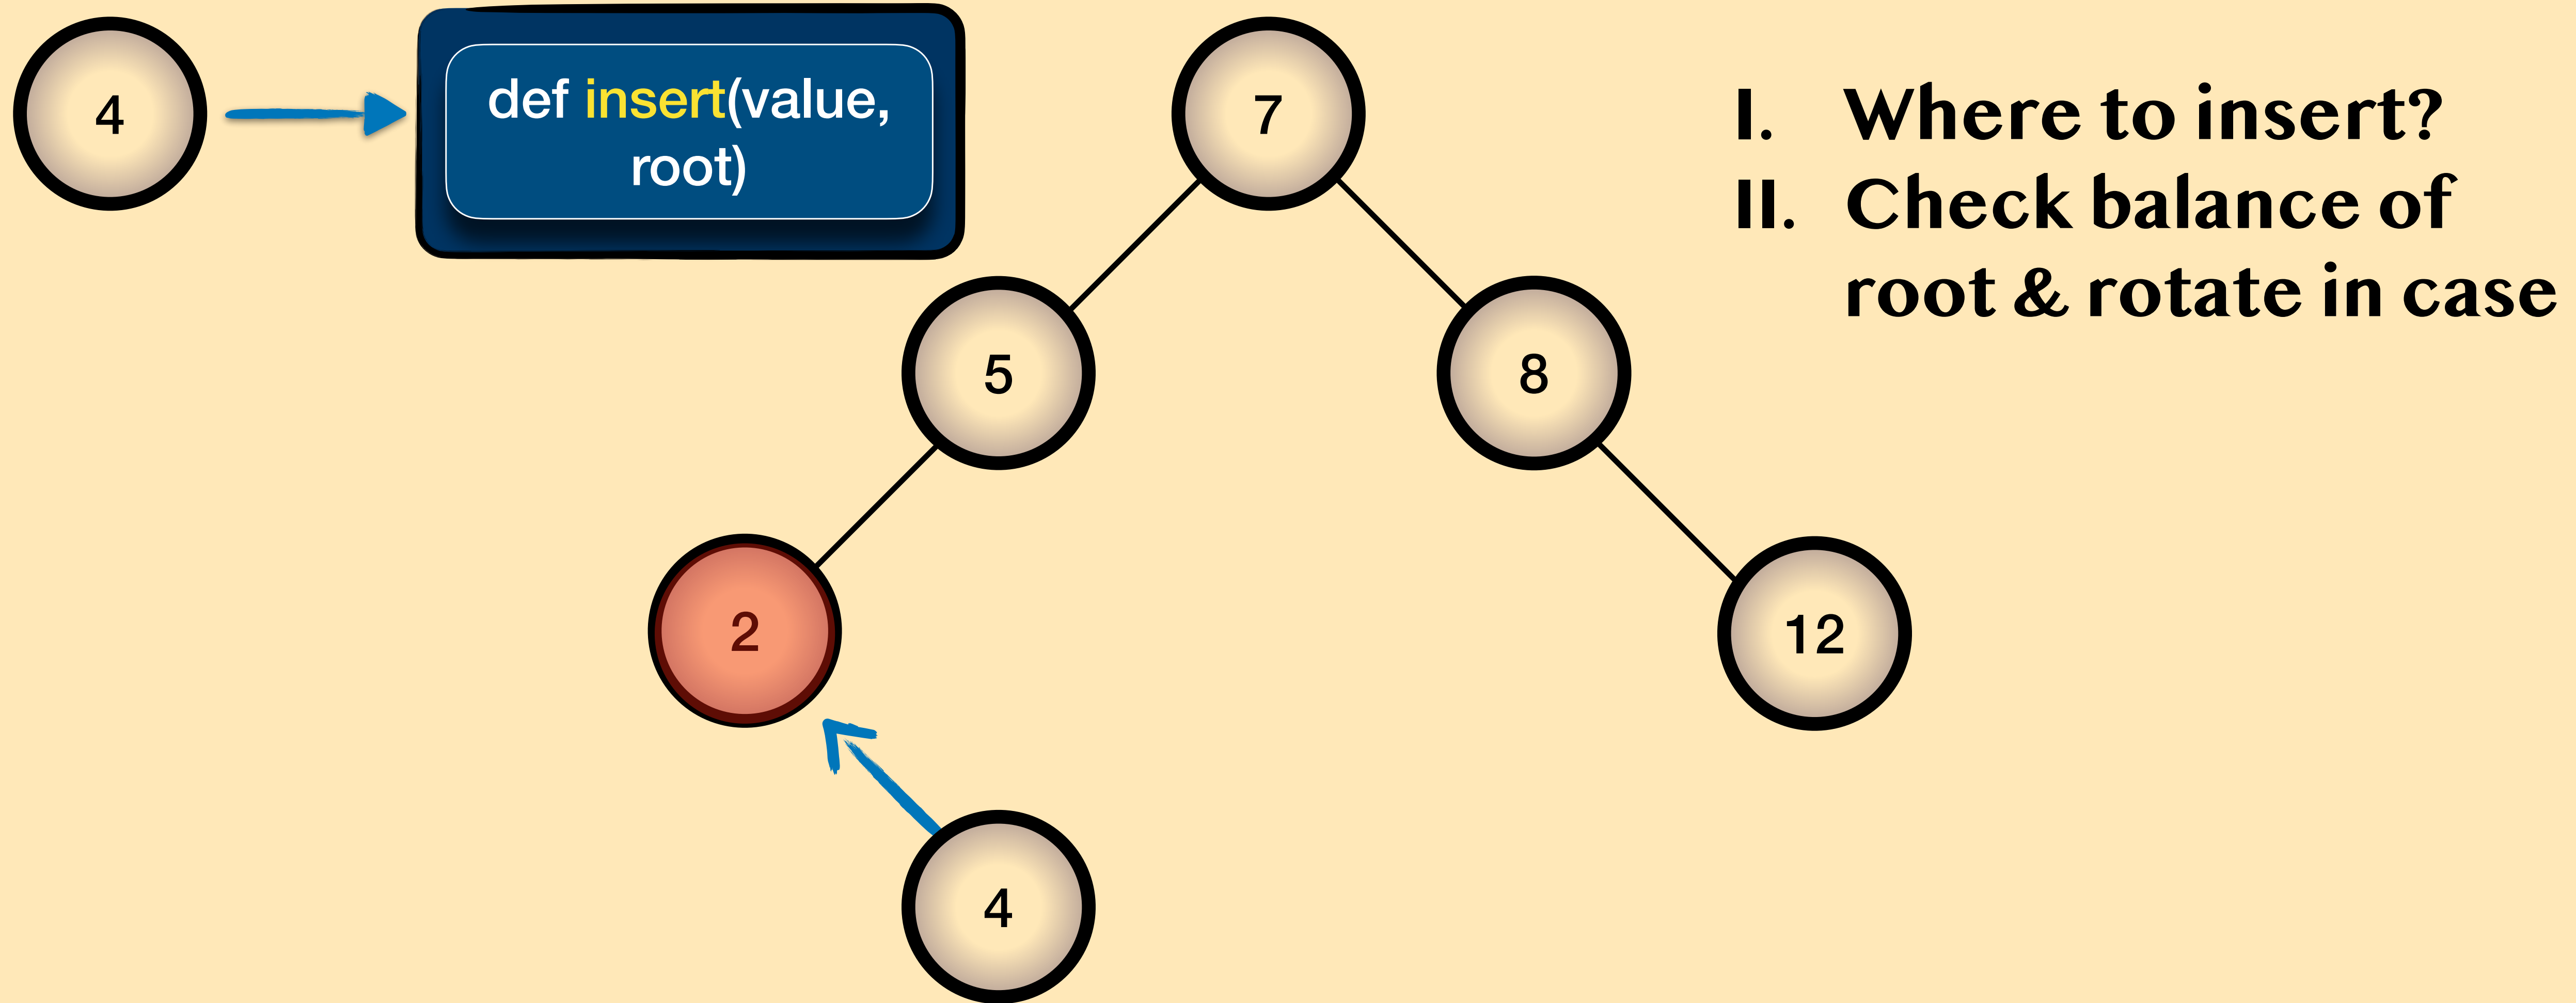 4
def insert(value,
root)
7
I. Where to insert?
II. Check balance of
root & rotate in case
5
8
2
12
4